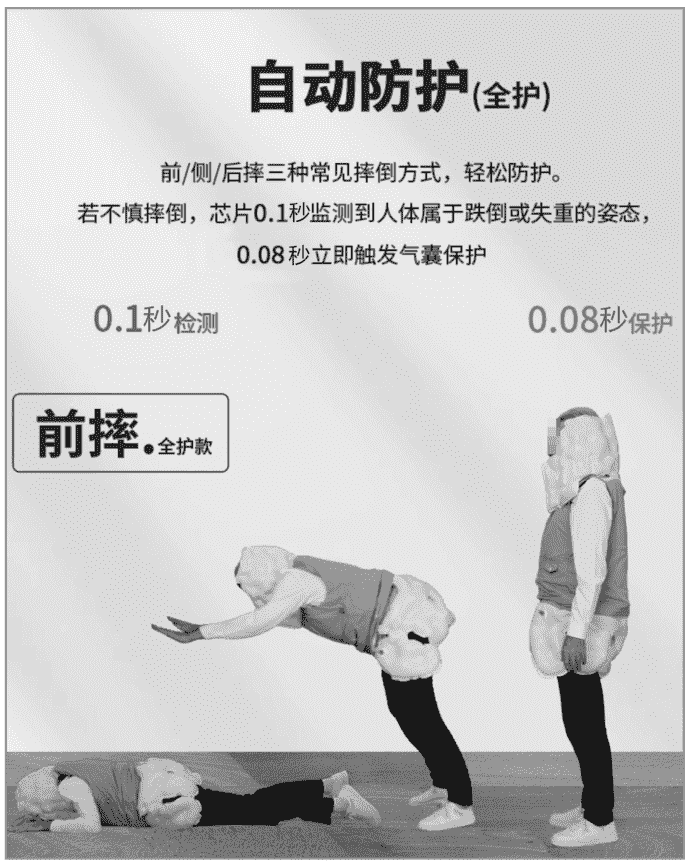 自动防护(全护)
前/侧/后摔三种常见摔倒方式，轻松防护。
若不慎摔倒，芯片0.1秒监测到人体属于跌倒或失重的姿态，
0.08秒立即触发气囊保护
0.1秒检测
0.08秒保护
前摔.全护款